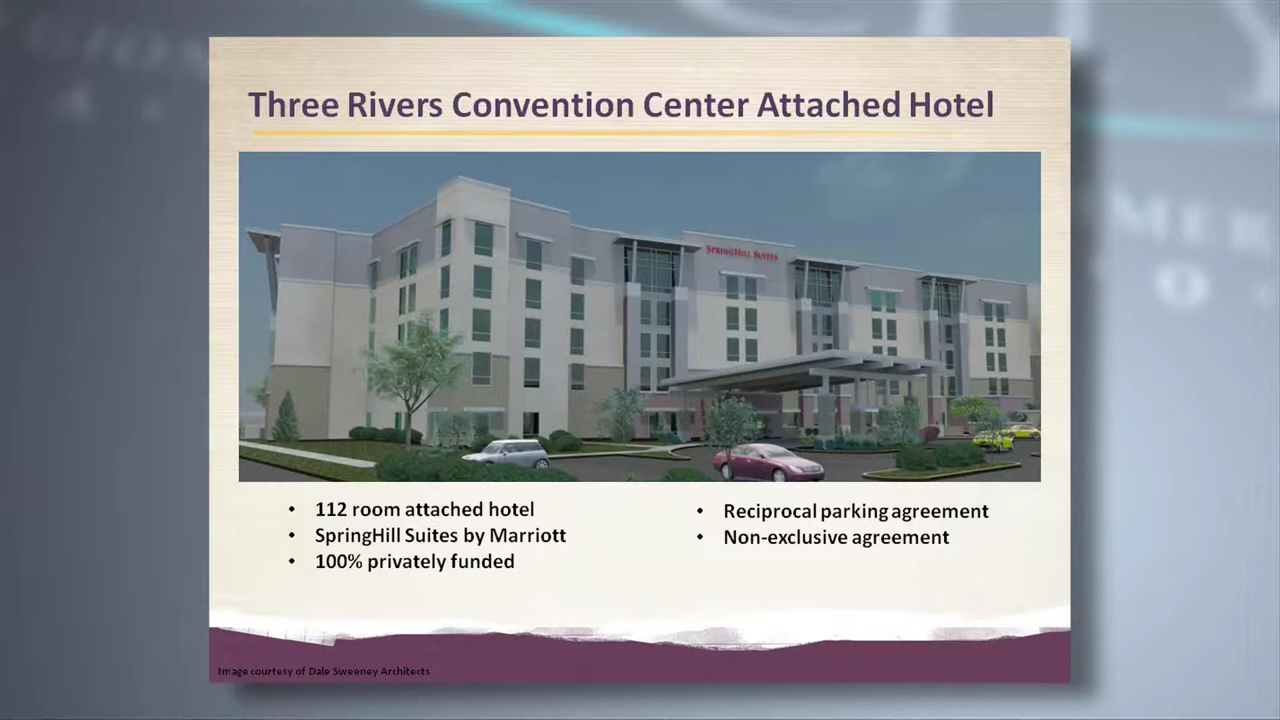 Three Rivers Convention Center Attached Hotel
SPRINGHILL SUITES
• 112 room attached hotel
• SpringHill Suites by Marriott
• 100% privately funded
• Reciprocal parking agreement
• Non-exclusive agreement
Image courtesy of Dale Sweeney Architects